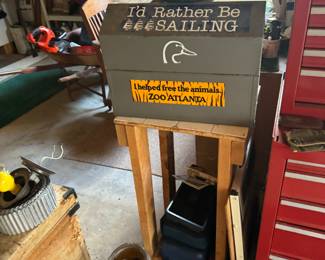 I'd Rather Be
SAILING
I helped free the animals.
ZOO ATLANTA